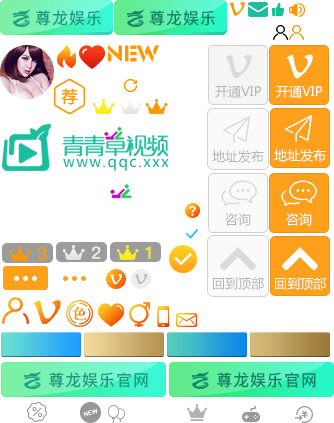 尊龙娱乐 尊龙娱乐
NEW
荐
开通VIP 开通VIP
青青草视频
www.qqc.xxx
地址发布 地址发布
咨询 咨询
3 2 1
回到顶部 回到顶部
色
尊龙娱乐官网 尊龙娱乐官网
NEW